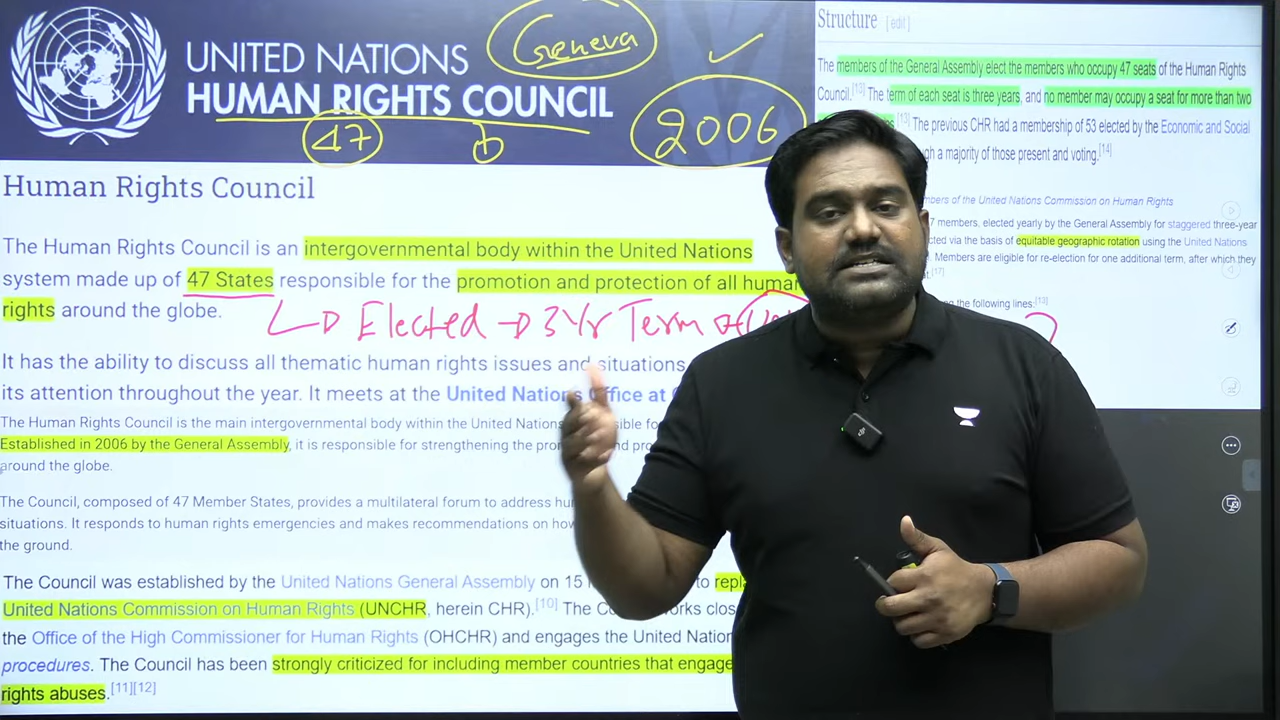 UNITED NATIONS
HUMAN RIGHTS COUNCIL
Geneva
47
2006
Human Rights Council
The Human Rights Council is an intergovernmental body within the United Nations
system made up of 47 States responsible for the promotion and protection of all human
rights around the globe.
Elected → 3 Yr Term
It has the ability to discuss all thematic human rights issues and situations
its attention throughout the year. It meets at the United Nations Office at
The Human Rights Council is the main intergovernmental body within the United Nations
Established in 2006 by the General Assembly, it is responsible for strengthening the
around the globe.
The Council, composed of 47 Member States, provides a multilateral forum to address
situations. It responds to human rights emergencies and makes recommendations on how
the ground.
The Council was established by the United Nations General Assembly on 15 to
United Nations Commission on Human Rights (UNCHR, herein CHR).[10] The
the Office of the High Commissioner for Human Rights (OHCHR) and engages the United
procedures. The Council has been strongly criticized for including member countries that engage
rights abuses.[11][12]
Structure [ edit ]
The members of the General Assembly elect the members who occupy 47 seats of the Human Rights
Council.[13] The term of each seat is three years, and no member may occupy a seat for more than two
[13] The previous CHR had a membership of 53 elected by the Economic and Social
a majority of those present and voting.[14]
of the United Nations Commission on Human Rights
7 members, elected yearly by the General Assembly for staggered three-year
via the basis of equitable geographic rotation using the United Nations
Members are eligible for re-election for one additional term, after which they
[17]
the following lines:[13]